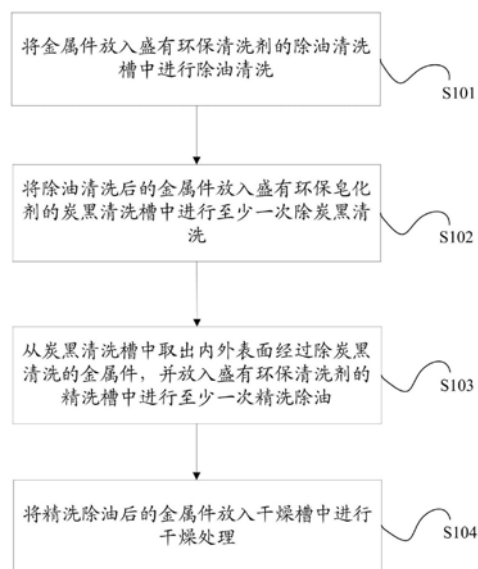 将金属件放入盛有环保清洗剂的除油清洗
槽中进行除油清洗
S101
将除油清洗后的金属件放入盛有环保皂化
剂的炭黑清洗槽中进行至少一次除炭黑清
洗
S102
从炭黑清洗槽中取出内外表面经过除炭黑
清洗的金属件，并放入盛有环保清洗剂的
精洗槽中进行至少一次精洗除油
S103
将精洗除油后的金属件放入干燥槽中进行
干燥处理
S104